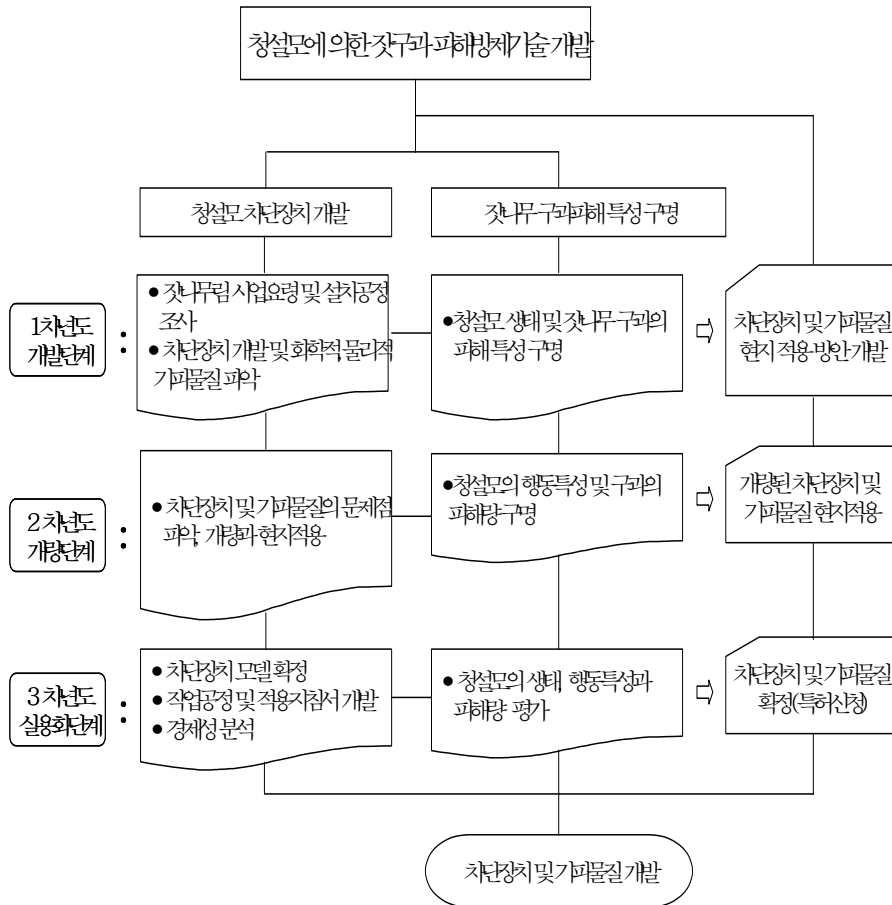 청설모에 의한 잣구과 피해방제기술 개발
청설모 차단장치 개발
잣나무 구과피해 특성 구명
1차년도
개발단계
:
● 잣나무림 사업요령 및 설치공정
조사
● 차단장치 개발 및 화학적, 물리적
기피물질 파악
●청설모 생태 및 잣나무 구과의
피해 특성 구명
⇨
차단장치 및 기피물질
현지 적용 방안 개발
2차년도
개량단계
:
● 차단장치 및 기피물질의 문제점
파악, 개량과 현지적용
●청설모의 행동특성 및 구과의
피해량 구명
⇨
개량된 차단장치 및
기피물질 현지적용
3차년도
실용화단계
:
● 차단장치 모델 확정
● 작업공정 및 적용지침서 개발
● 경제성 분석
● 청설모의 생태, 행동특성과
피해량 평가
⇨
차단장치 및 기피물질
확정(특허신청)
차단장치 및 기피물질 개발